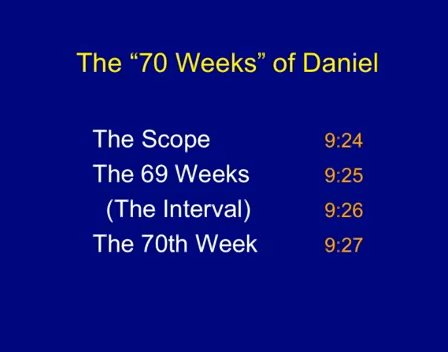 The “70 Weeks” of Daniel
The Scope 9:24
The 69 Weeks 9:25
(The Interval) 9:26
The 70th Week 9:27